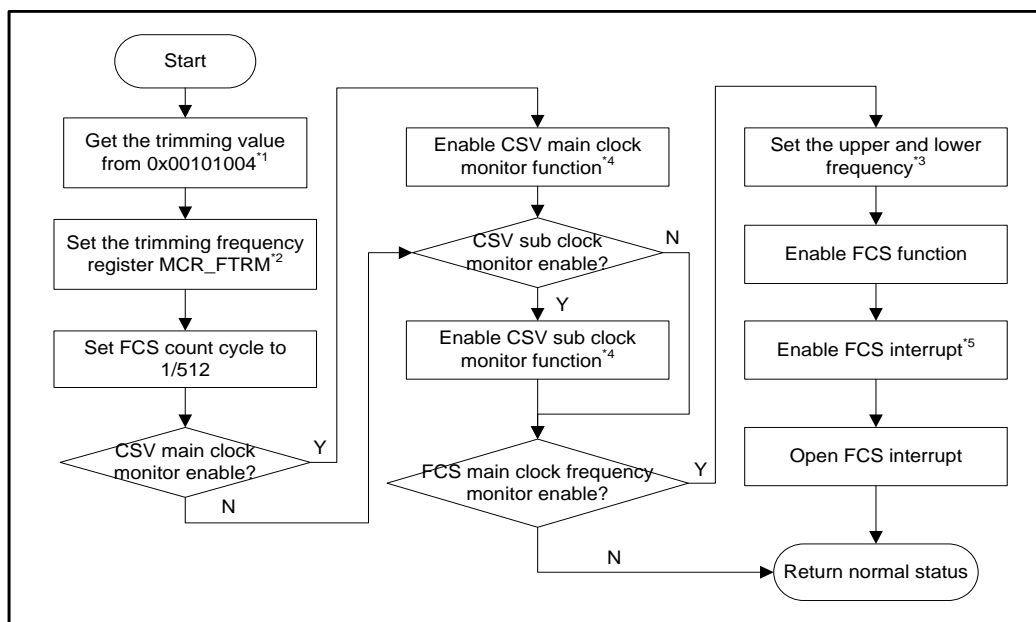 Start
Get the trimming value
from 0x00101004*1
Set the trimming frequency
register MCR_FTRM*2
Set FCS count cycle to
1/512
CSV main clock
monitor enable?
Y
N
Enable CSV main clock
monitor function*4
CSV sub clock
monitor enable?
N
Y
Enable CSV sub clock
monitor function*4
FCS main clock frequency
monitor enable?
Y
N
Set the upper and lower
frequency*3
Enable FCS function
Enable FCS interrupt*5
Open FCS interrupt
Return normal status